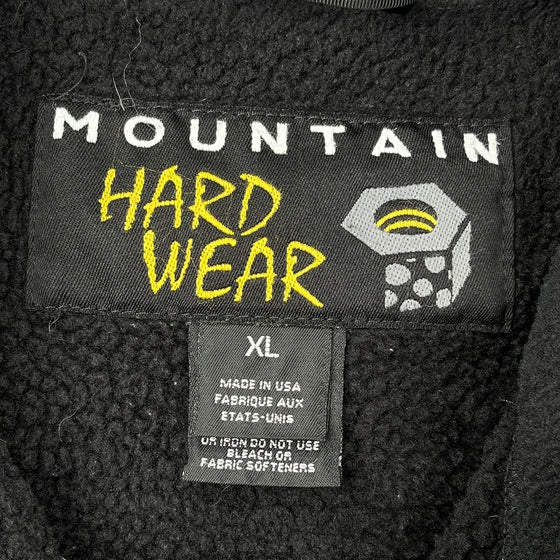 MOUNTAIN
HARD
WEAR
XL
MADE IN USA
FABRIQUE AUX
ETATS-UNIS
OR IRON DO NOT USE
BLEACH OR
FABRIC SOFTENERS